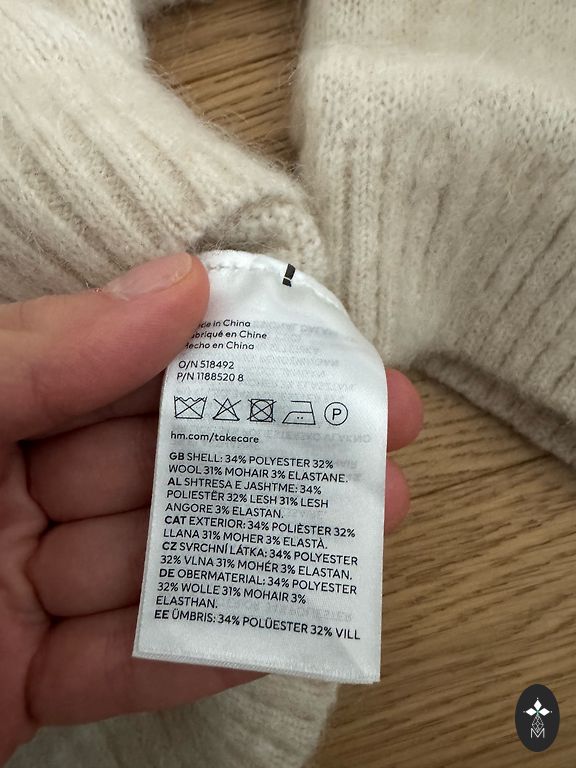 in China
en Chine
Hecho en China
O/N 518492
P/N 1188520 8
P
hm.com/takecare
GB SHELL: 34% POLYESTER 32%
WOOL 31% MOHAIR 3% ELASTANE.
AL SHTRESA E JASHTME: 34%
POLIESTËR 32% LESH 31% LESH
ANGORE 3% ELASTAN.
CAT EXTERIOR: 34% POLIÈSTER 32%
LLANA 31% MOHER 3% ELASTÀ.
CZ SVRCHNÍ LÁTKA: 34% POLYESTER
32% VLNA 31% MOHÉR 3% ELASTAN.
DE OBERMATERIAL: 34% POLYESTER
32% WOLLE 31% MOHAIR 3%
ELASTHAN.
EE ÜMBRIS: 34% POLÜESTER 32% VILL
M